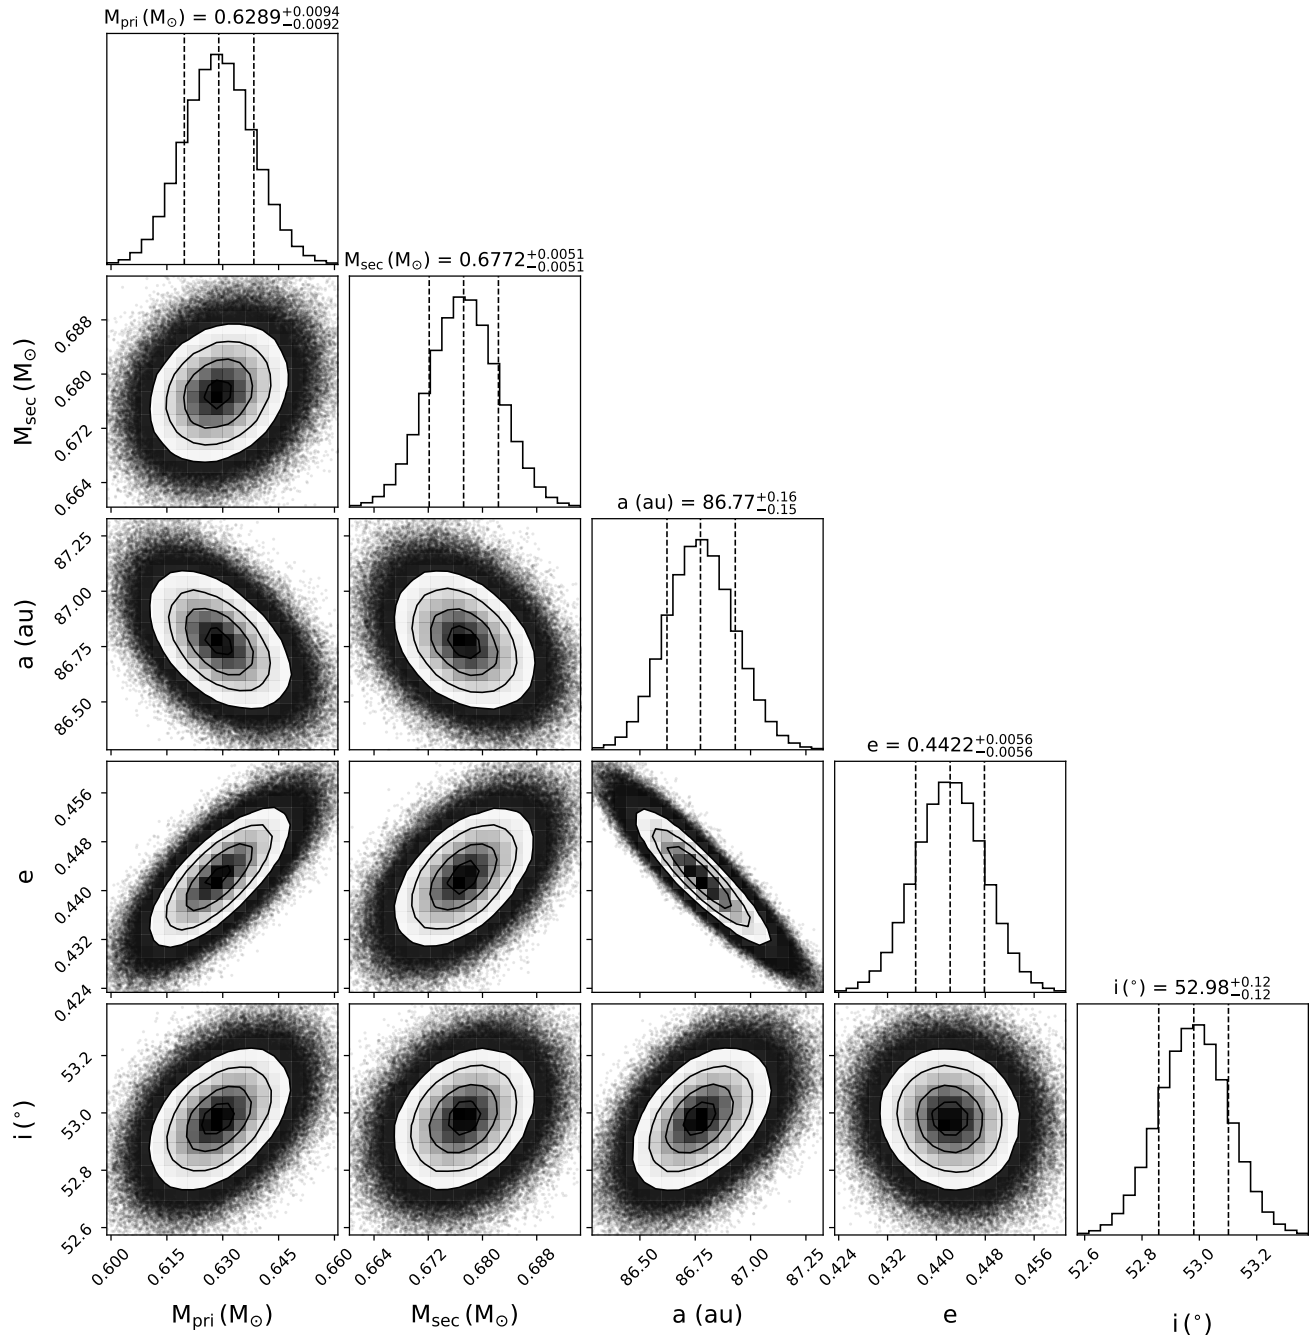 M_pri (M_⊙) = 0.6289 +0.0094 −0.0092
M_sec (M_⊙) = 0.6772 +0.0051 −0.0051
0.688
0.680
0.672
0.664
M_sec (M_⊙)
a (au) = 86.77 +0.16 −0.15
87.25
87.00
86.75
86.50
a (au)
e = 0.4422 +0.0056 −0.0056
0.456
0.448
0.440
0.432
0.424
e
i (°) = 52.98 +0.12 −0.12
53.2
53.0
52.8
52.6
i (°)
0.600 0.615 0.630 0.645 0.660 0.664 0.672 0.680 0.688 86.50 86.75 87.00 87.25 0.424 0.432 0.440 0.448 0.456 52.6 52.8 53.0 53.2
M_pri (M_⊙) M_sec (M_⊙) a (au) e i (°)